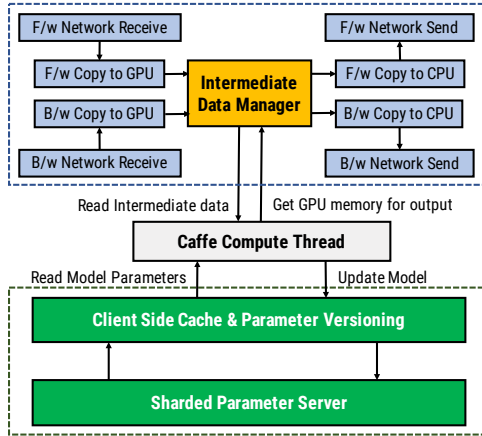 F/w Network Receive
F/w Network Send
F/w Copy to GPU
Intermediate
Data Manager
F/w Copy to CPU
B/w Copy to GPU
B/w Copy to CPU
B/w Network Receive
B/w Network Send
Read Intermediate data
Get GPU memory for output
Caffe Compute Thread
Read Model Parameters
Update Model
Client Side Cache & Parameter Versioning
Sharded Parameter Server